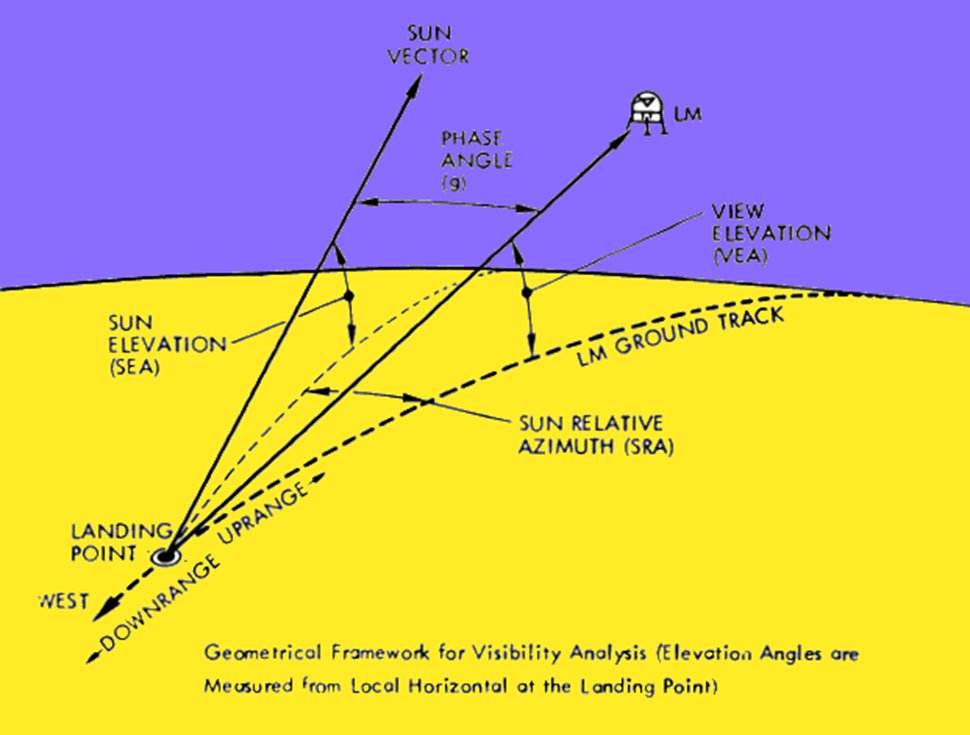 SUN
VECTOR
LM
PHASE
ANGLE
(g)
VIEW
ELEVATION
(VEA)
SUN
ELEVATION
(SEA)
LM GROUND TRACK
SUN RELATIVE
AZIMUTH (SRA)
LANDING
POINT
UPRANGE
WEST
DOWNRANGE
Geometrical Framework for Visibility Analysis (Elevation Angles are
Measured from Local Horizontal at the Landing Point)